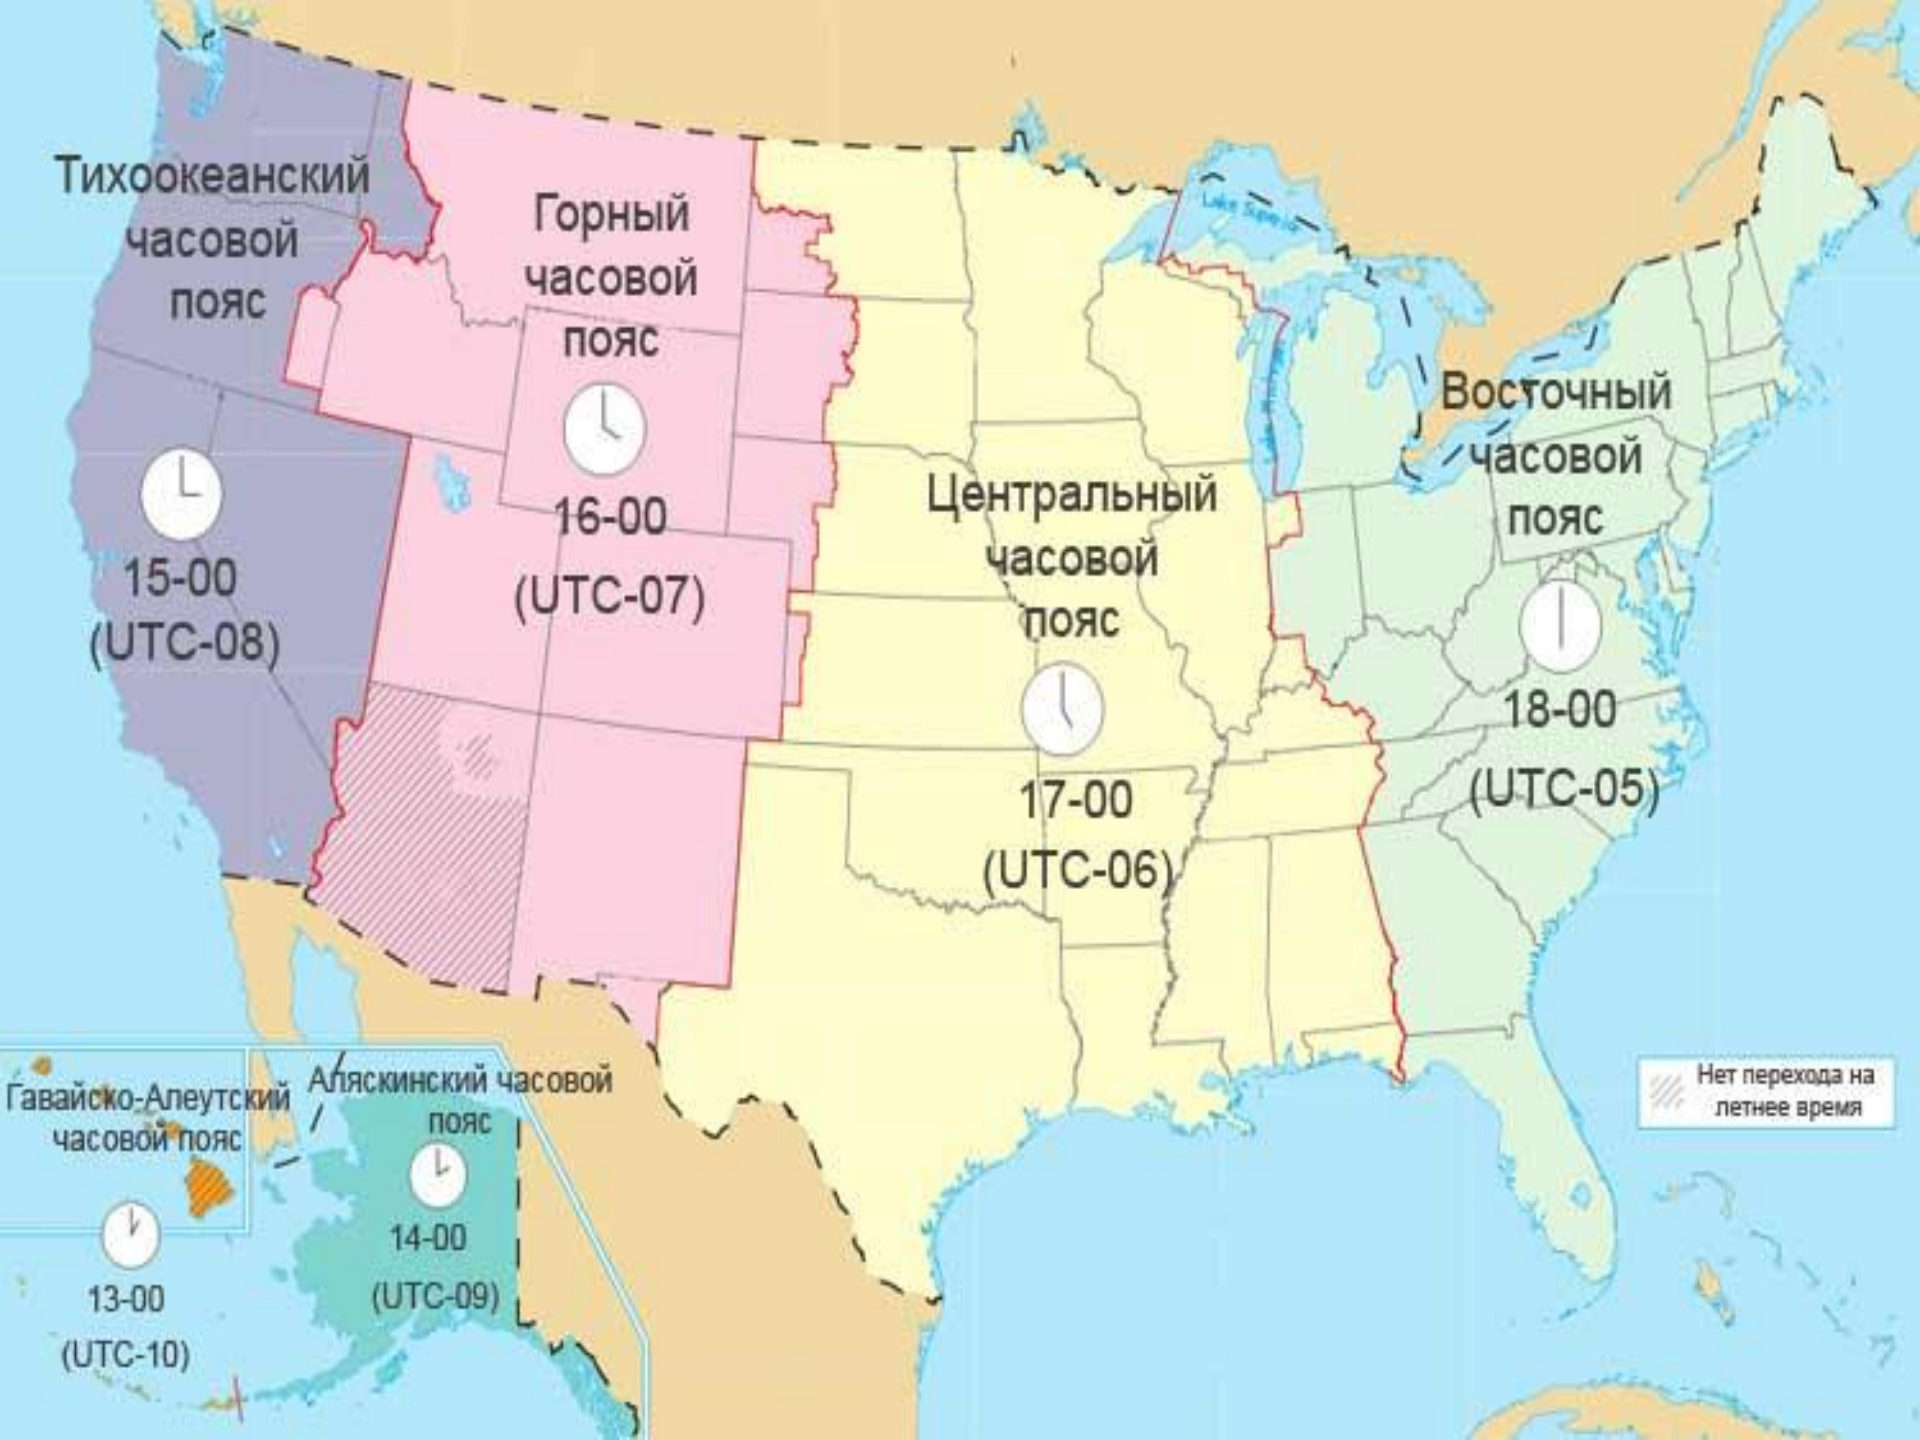 Тихоокеанский
часовой
пояс
15-00
(UTC-08)
Горный
часовой
пояс
16-00
(UTC-07)
Центральный
часовой
пояс
17-00
(UTC-06)
Восточный
часовой
пояс
18-00
(UTC-05)
Lake Superior
Гавайско-Алеутский
часовой пояс
13-00
(UTC-10)
Аляскинский часовой
пояс
14-00
(UTC-09)
Нет перехода на
летнее время